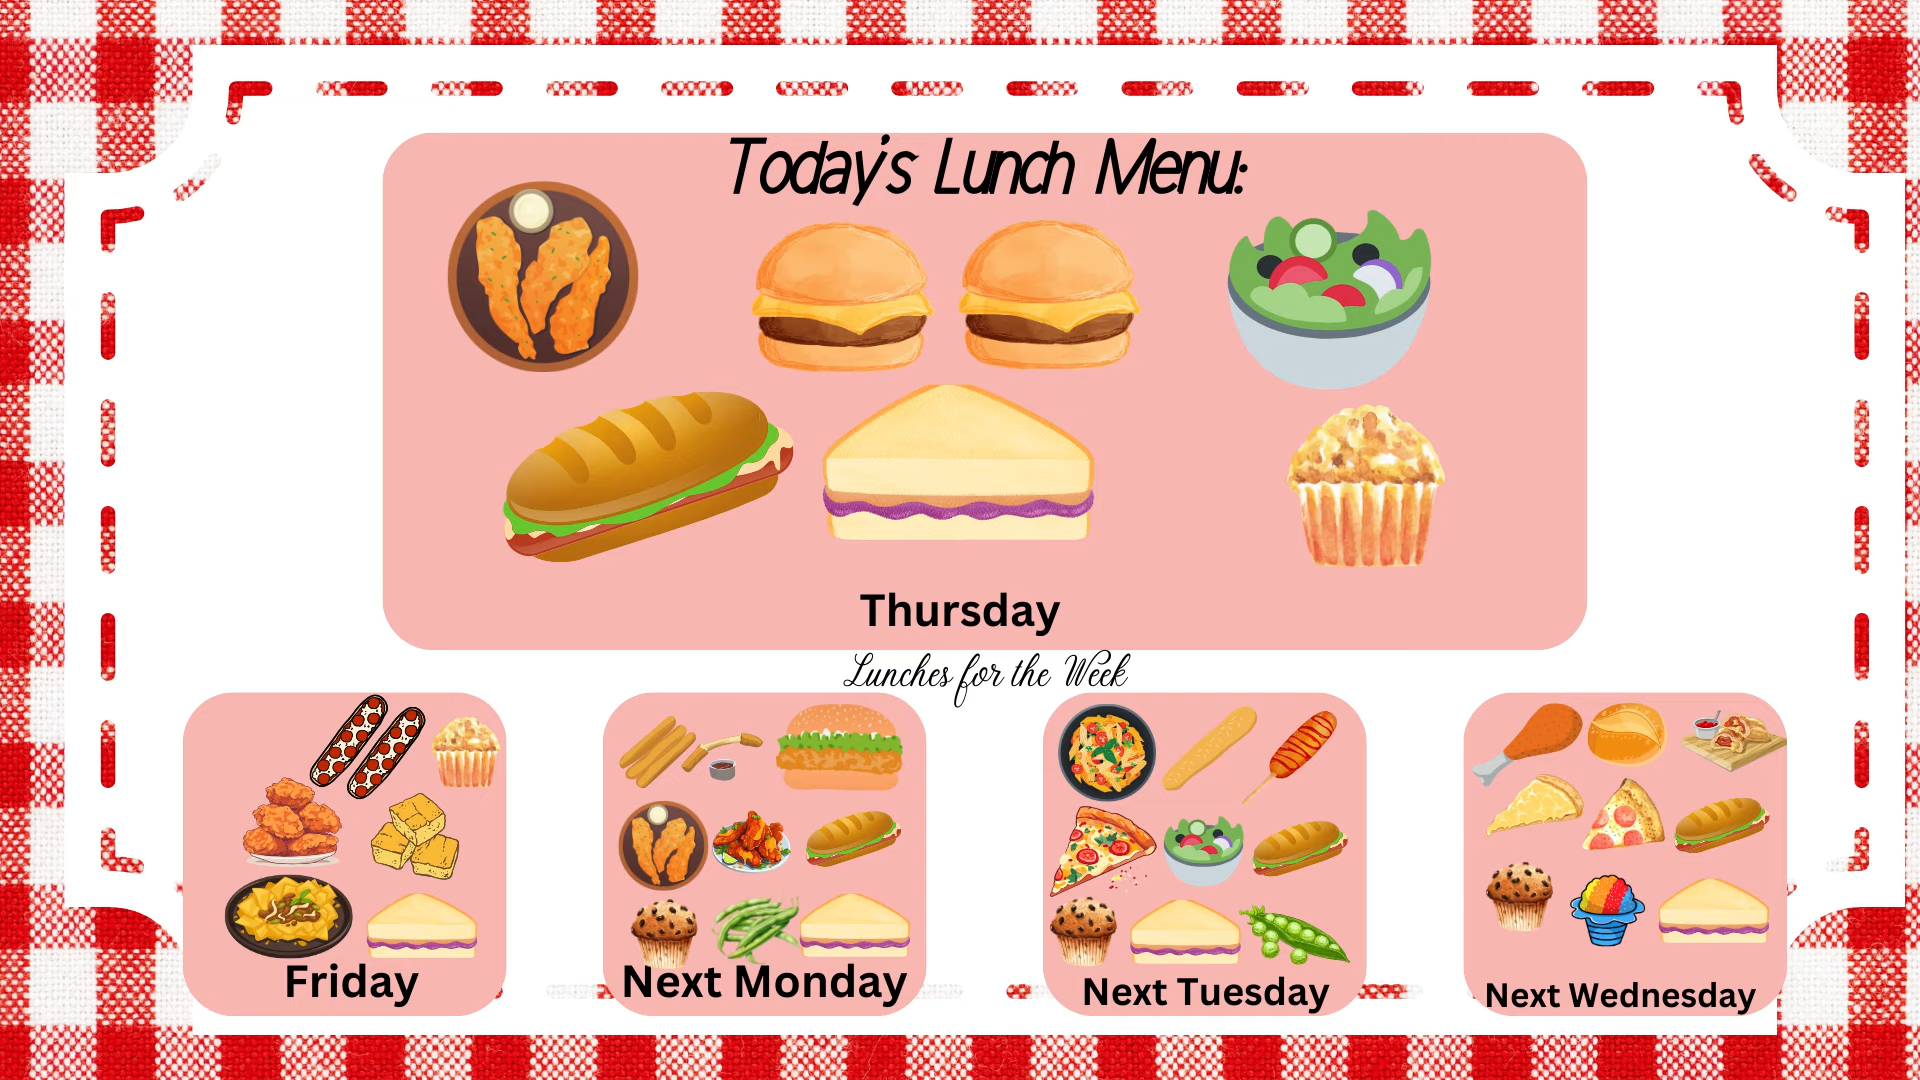 Today's Lunch Menu:
Thursday
Lunches for the Week
Friday
Next Monday
Next Tuesday
Next Wednesday